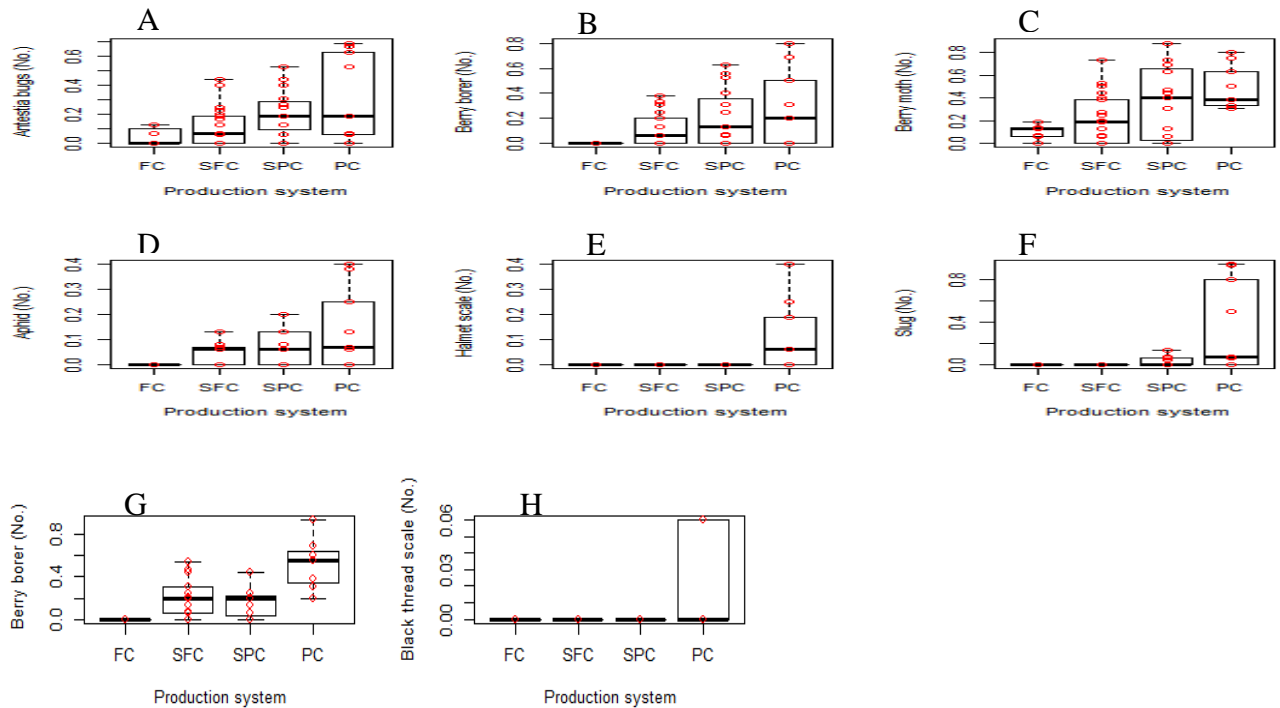 A
Antestia bugs (No.)
0.0 0.2 0.4 0.6
FC SFC SPC PC
Production system
B
Berry borer (No.)
0.0 0.2 0.4 0.6 0.8
FC SFC SPC PC
Production system
C
Berry moth (No.)
0.0 0.2 0.4 0.6 0.8
FC SFC SPC PC
Production system
D
Aphid (No.)
0.0 0.1 0.2 0.3 0.4
FC SFC SPC PC
Production system
E
Halmet scale (No.)
0.0 0.1 0.2 0.3 0.4
FC SFC SPC PC
Production system
F
Slug (No.)
0.0 0.4 0.8
FC SFC SPC PC
Production system
G
Berry borer (No.)
0.0 0.4 0.8
FC SFC SPC PC
Production system
H
Black thread scale (No.)
0.00 0.03 0.06
FC SFC SPC PC
Production system